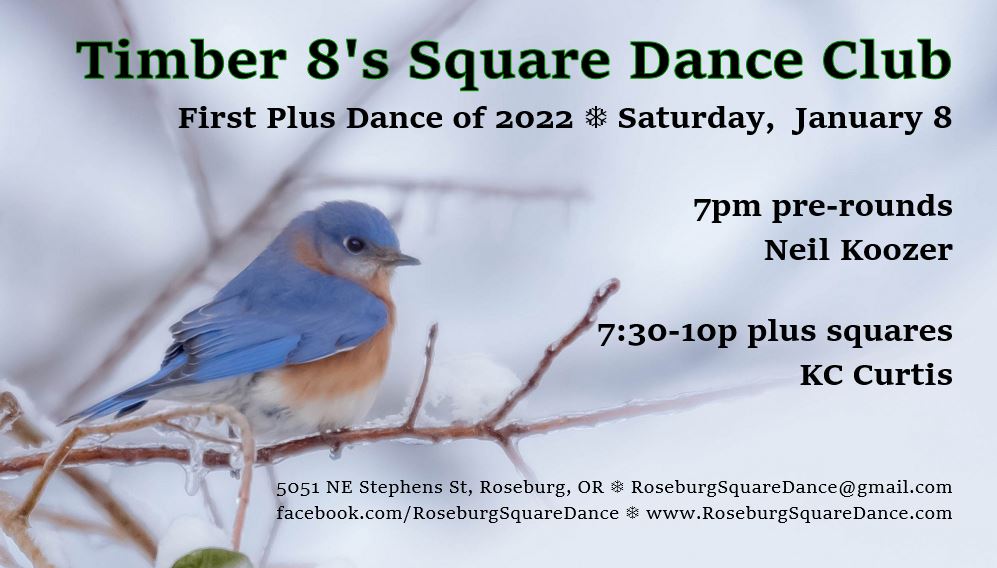 Timber 8's Square Dance Club
First Plus Dance of 2022 ❄ Saturday, January 8
7pm pre-rounds
Neil Koozer
7:30-10p plus squares
KC Curtis
5051 NE Stephens St, Roseburg, OR ❄ RoseburgSquareDance@gmail.com
facebook.com/RoseburgSquareDance ❄ www.RoseburgSquareDance.com